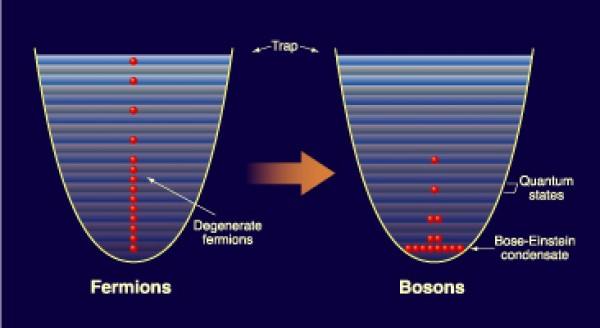 Trap
Degenerate
fermions
Quantum
states
Bose-Einstein
condensate
Fermions
Bosons